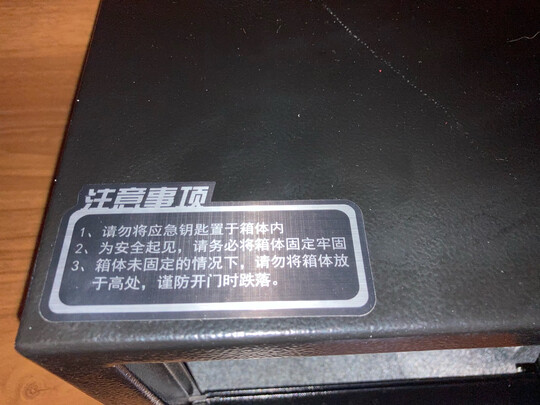 注意事项
1、请勿将应急钥匙置于箱体内
2、为安全起见，请务必将箱体固定牢固
3、箱体未固定的情况下，请勿将箱体放
于高处，谨防开门时跌落。